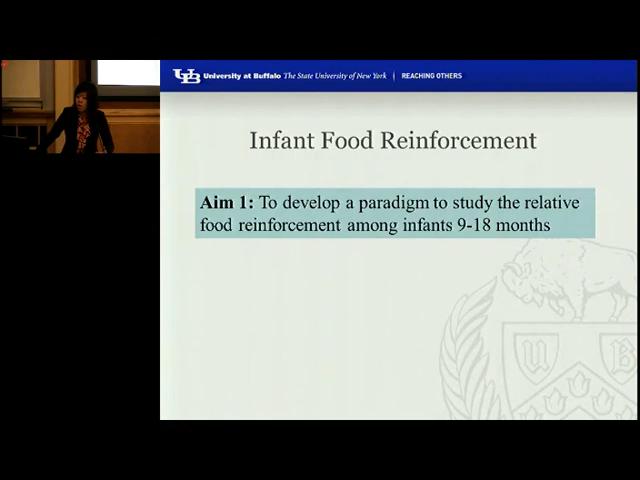 UB University at Buffalo The State University of New York | REACHING OTHERS
Infant Food Reinforcement
Aim 1: To develop a paradigm to study the relative
food reinforcement among infants 9-18 months
U B